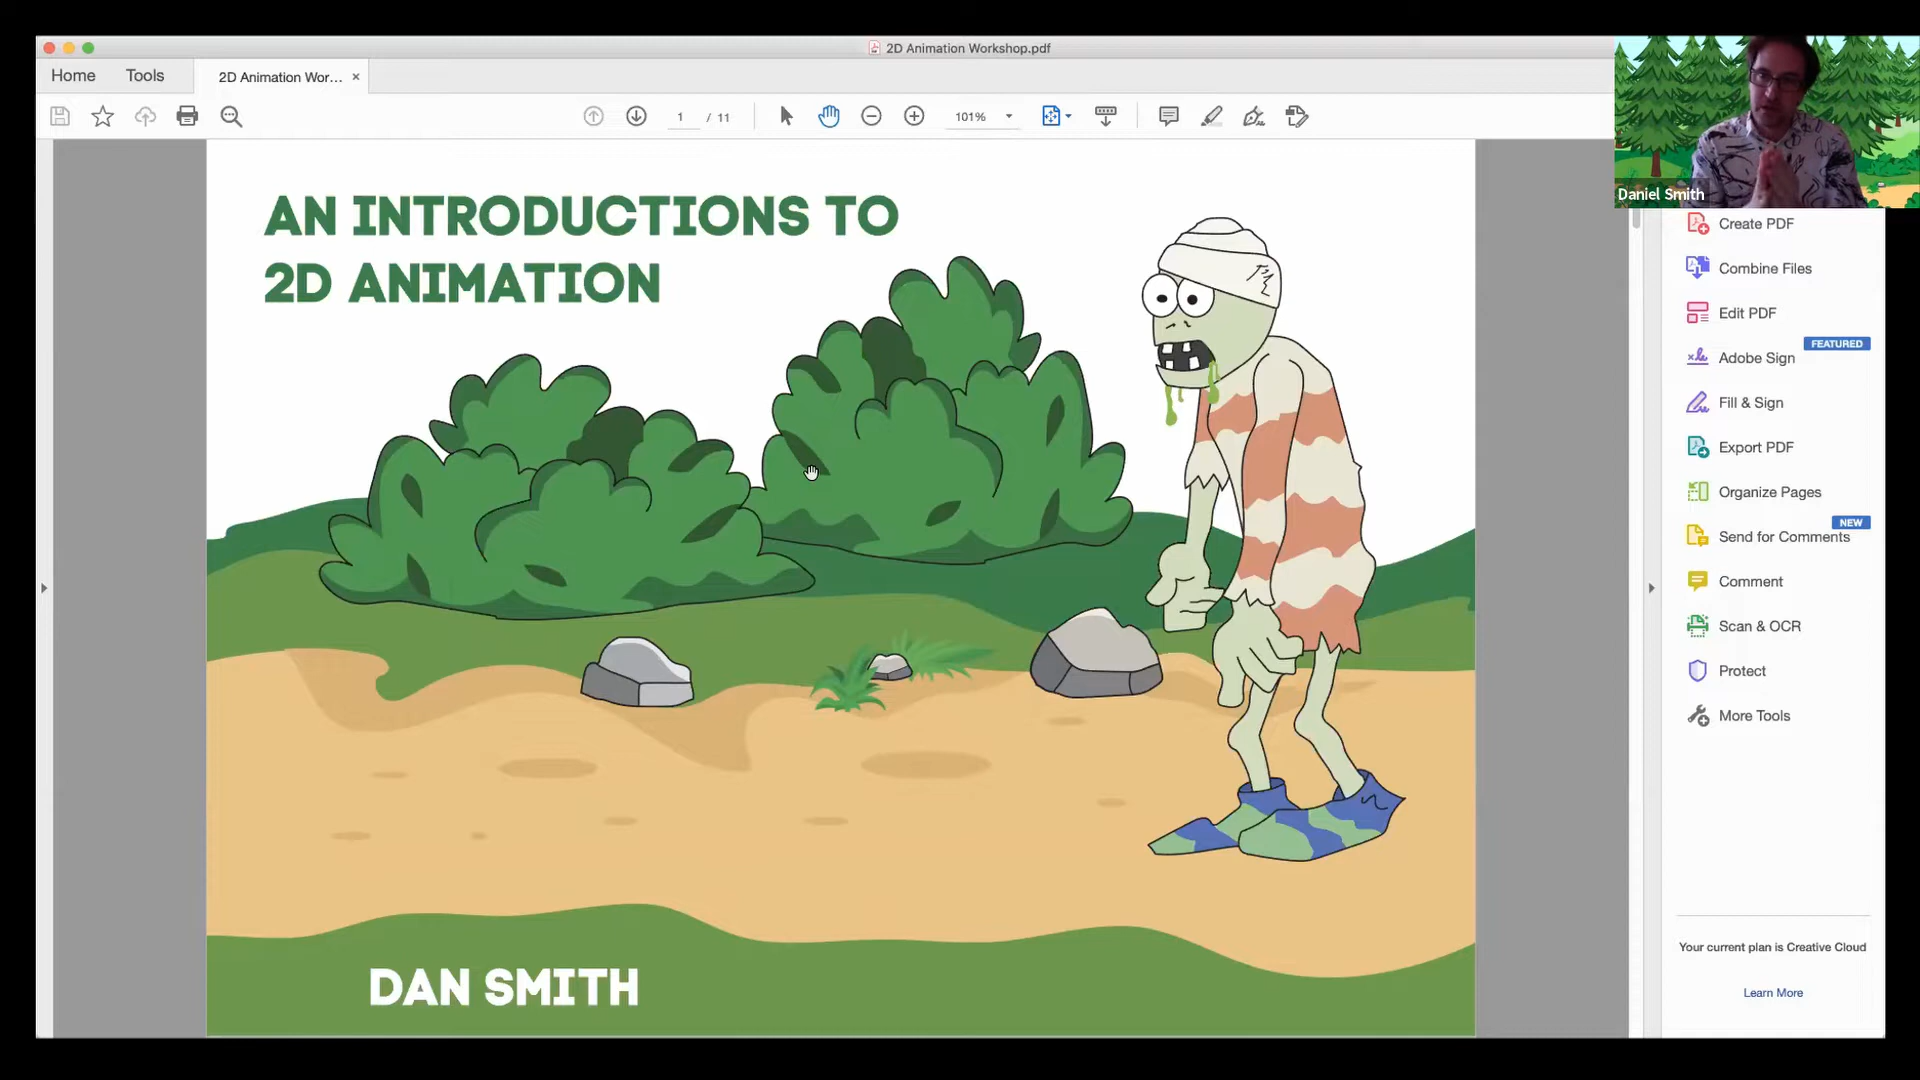 2D Animation Workshop.pdf
Home
Tools
2D Animation Wor...
1 / 11
101%
AN INTRODUCTIONS TO
2D ANIMATION
DAN SMITH
Daniel Smith
Create PDF
Combine Files
Edit PDF
FEATURED
Adobe Sign
Fill & Sign
Export PDF
Organize Pages
NEW
Send for Comments
Comment
Scan & OCR
Protect
More Tools
Your current plan is Creative Cloud
Learn More